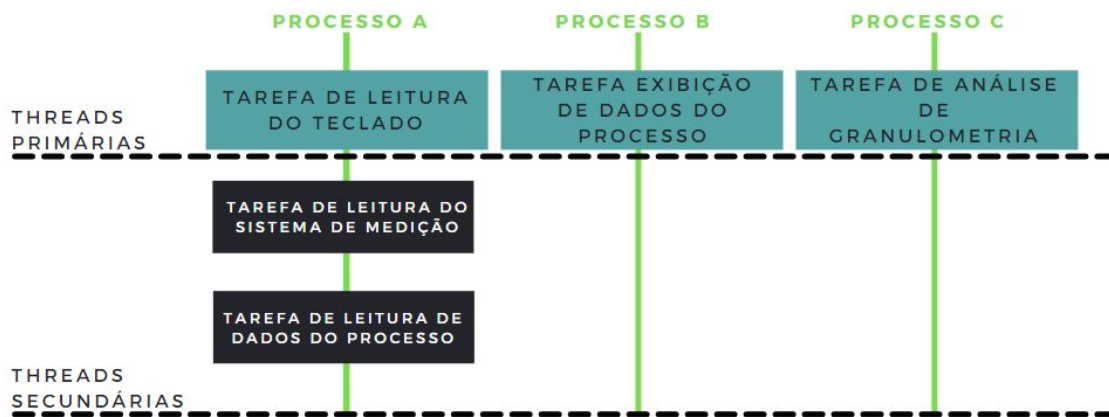 PROCESSO A
PROCESSO B
PROCESSO C
THREADS
PRIMÁRIAS
TAREFA DE LEITURA
DO TECLADO
TAREFA EXIBIÇÃO
DE DADOS DO
PROCESSO
TAREFA DE ANÁLISE
DE
GRANULOMETRIA
TAREFA DE LEITURA DO
SISTEMA DE MEDIÇÃO
TAREFA DE LEITURA DE
DADOS DO PROCESSO
THREADS
SECUNDÁRIAS